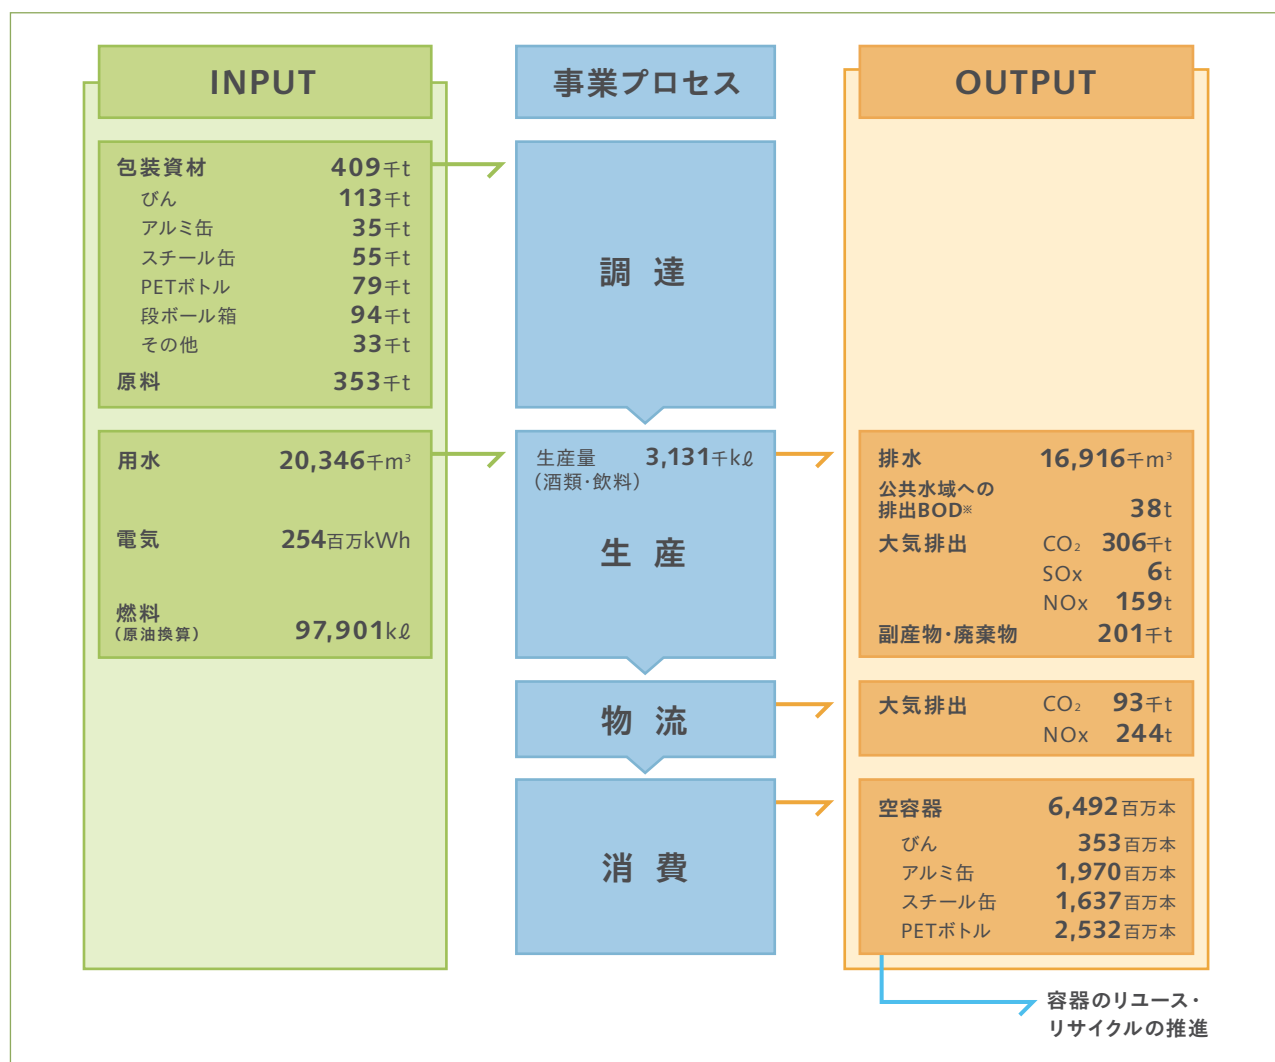 INPUT
事業プロセス
OUTPUT
包装資材 409千t
びん 113千t
アルミ缶 35千t
スチール缶 55千t
PETボトル 79千t
段ボール箱 94千t
その他 33千t
原料 353千t
調達
用水 20,346千m³
電気 254百万kWh
燃料
(原油換算) 97,901kℓ
生産量 3,131千kℓ
(酒類・飲料)
生産
排水 16,916千m³
公共水域への
排出BOD※ 38t
大気排出 CO₂ 306千t
SOx 6t
NOx 159t
副産物・廃棄物 201千t
物流
大気排出 CO₂ 93千t
NOx 244t
消費
空容器 6,492百万本
びん 353百万本
アルミ缶 1,970百万本
スチール缶 1,637百万本
PETボトル 2,532百万本
容器のリユース・
リサイクルの推進